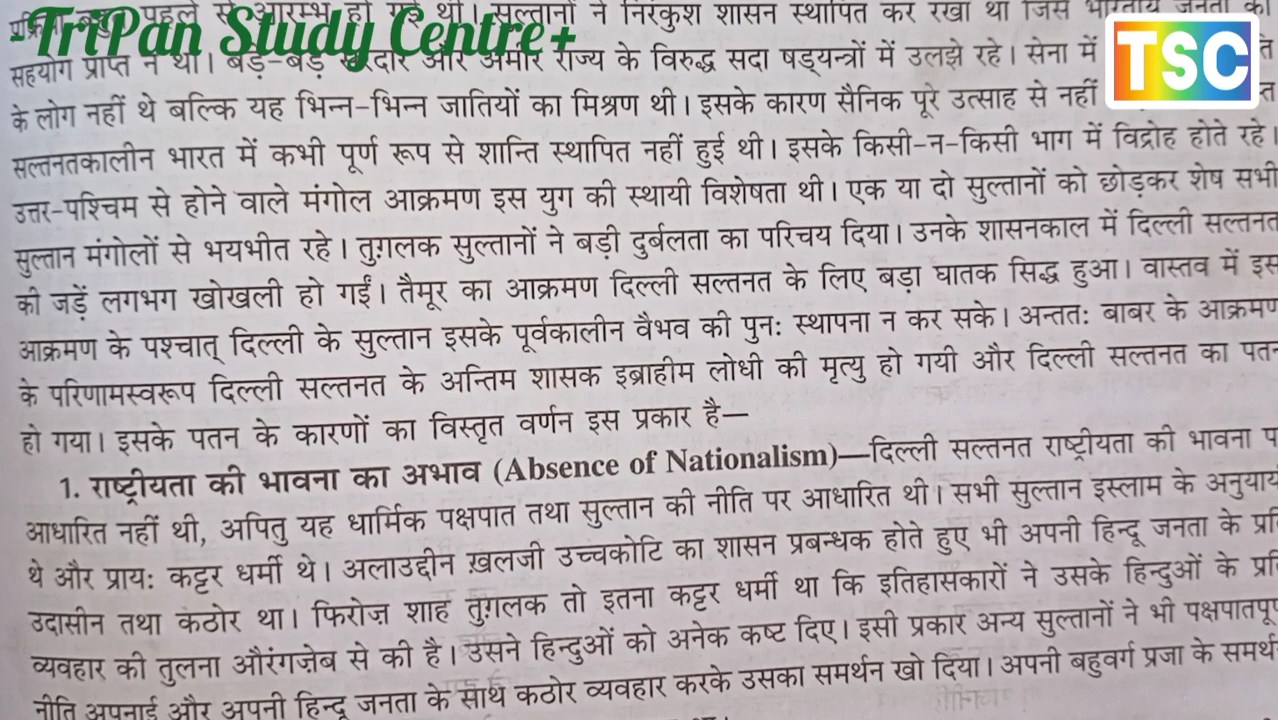 पहले से आरम्भ हो गई थी। सुल्तानों ने निरंकुश शासन स्थापित कर रखा था जिसे भारतीय जनता का
-TriPan Study Centre+
TSC
सहयोग प्राप्त न था। बड़े-बड़े सरदार और अमीर राज्य के विरुद्ध सदा षड्यन्त्रों में उलझे रहे। सेना में
के लोग नहीं थे बल्कि यह भिन्न-भिन्न जातियों का मिश्रण थी। इसके कारण सैनिक पूरे उत्साह से नहीं
सल्तनतकालीन भारत में कभी पूर्ण रूप से शान्ति स्थापित नहीं हुई थी। इसके किसी-न-किसी भाग में विद्रोह होते रहे।
उत्तर-पश्चिम से होने वाले मंगोल आक्रमण इस युग की स्थायी विशेषता थी। एक या दो सुल्तानों को छोड़कर शेष सभी
सुल्तान मंगोलों से भयभीत रहे। तुग़लक सुल्तानों ने बड़ी दुर्बलता का परिचय दिया। उनके शासनकाल में दिल्ली सल्तनत
की जड़ें लगभग खोखली हो गईं। तैमूर का आक्रमण दिल्ली सल्तनत के लिए बड़ा घातक सिद्ध हुआ। वास्तव में इस
आक्रमण के पश्चात् दिल्ली के सुल्तान इसके पूर्वकालीन वैभव की पुनः स्थापना न कर सके। अन्ततः बाबर के आक्रमण
के परिणामस्वरूप दिल्ली सल्तनत के अन्तिम शासक इब्राहीम लोधी की मृत्यु हो गयी और दिल्ली सल्तनत का पतन
हो गया। इसके पतन के कारणों का विस्तृत वर्णन इस प्रकार है—
1. राष्ट्रीयता की भावना का अभाव (Absence of Nationalism)—दिल्ली सल्तनत राष्ट्रीयता की भावना प
आधारित नहीं थी, अपितु यह धार्मिक पक्षपात तथा सुल्तान की नीति पर आधारित थी। सभी सुल्तान इस्लाम के अनुयाय
थे और प्रायः कट्टर धर्मी थे। अलाउद्दीन ख़लजी उच्चकोटि का शासन प्रबन्धक होते हुए भी अपनी हिन्दू जनता के प्रति
उदासीन तथा कठोर था। फिरोज़ शाह तुग़लक तो इतना कट्टर धर्मी था कि इतिहासकारों ने उसके हिन्दुओं के प्रति
व्यवहार की तुलना औरंगज़ेब से की है। उसने हिन्दुओं को अनेक कष्ट दिए। इसी प्रकार अन्य सुल्तानों ने भी पक्षपातपूर्
नीति अपनाई और अपनी हिन्दू जनता के साथ कठोर व्यवहार करके उसका समर्थन खो दिया। अपनी बहुवर्ग प्रजा के समर्थ